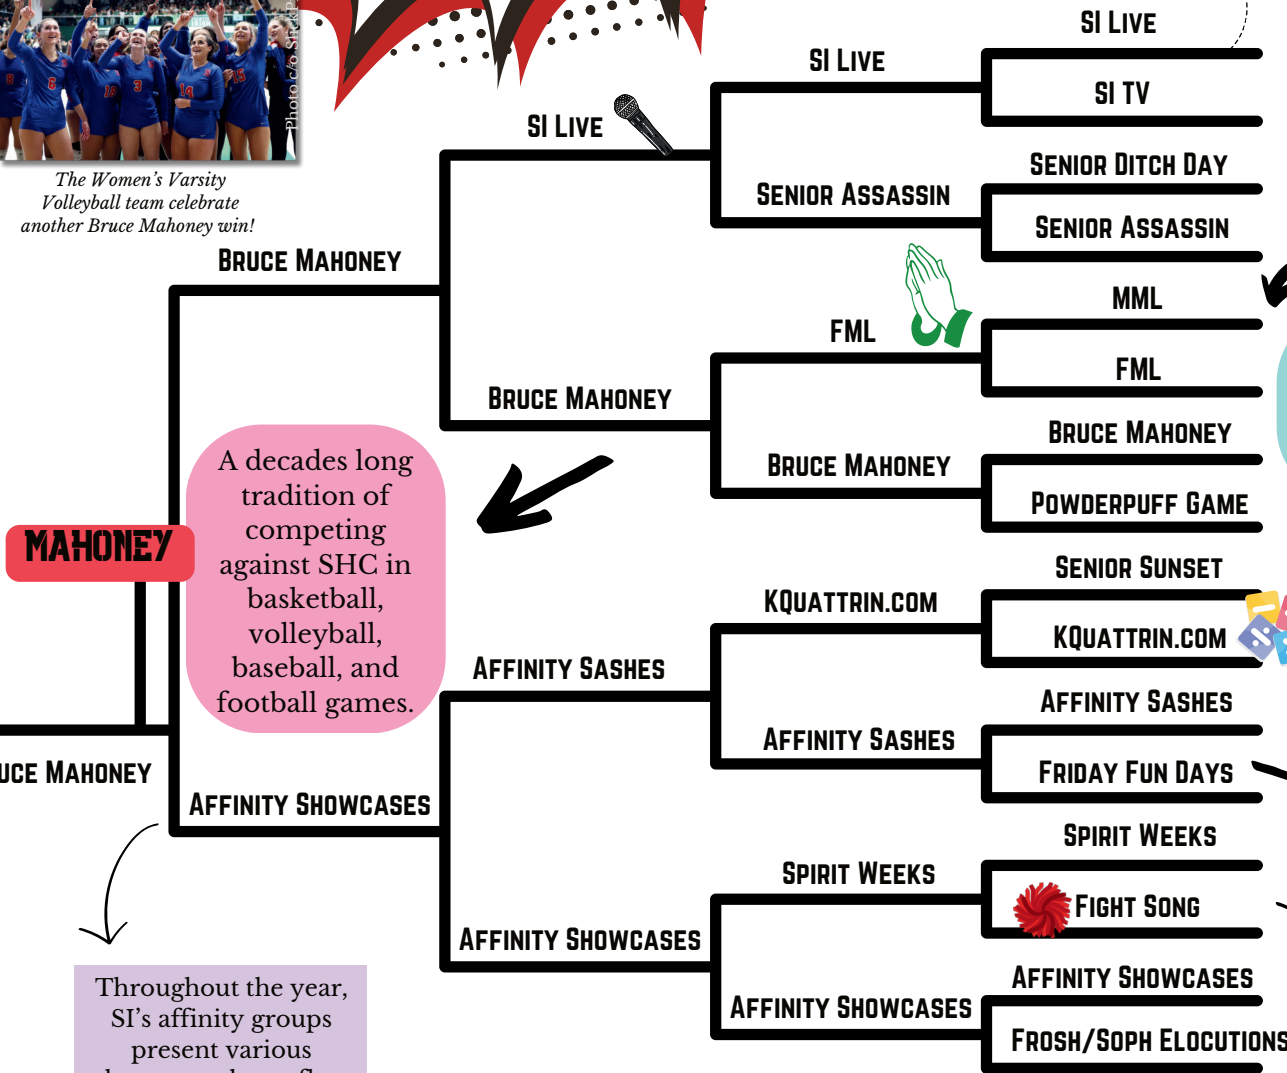 Photo c/o SHCP
The Women's Varsity
Volleyball team celebrate
another Bruce Mahoney win!
SI Live
SI TV
Senior Ditch Day
Senior Assassin
MML
FML
Bruce Mahoney
Powderpuff Game
Senior Sunset
KQuattrin.com
Affinity Sashes
Friday Fun Days
Spirit Weeks
Fight Song
Affinity Showcases
Frosh/Soph Elocutions
SI Live
Senior Assassin
FML
Bruce Mahoney
KQuattrin.com
Affinity Sashes
Spirit Weeks
Affinity Showcases
SI Live
Bruce Mahoney
Affinity Sashes
Affinity Showcases
Bruce Mahoney
Affinity Showcases
A decades long
tradition of
competing
against SHC in
basketball,
volleyball,
baseball, and
football games.
MAHONEY
uce Mahoney
Throughout the year,
SI's affinity groups
present various